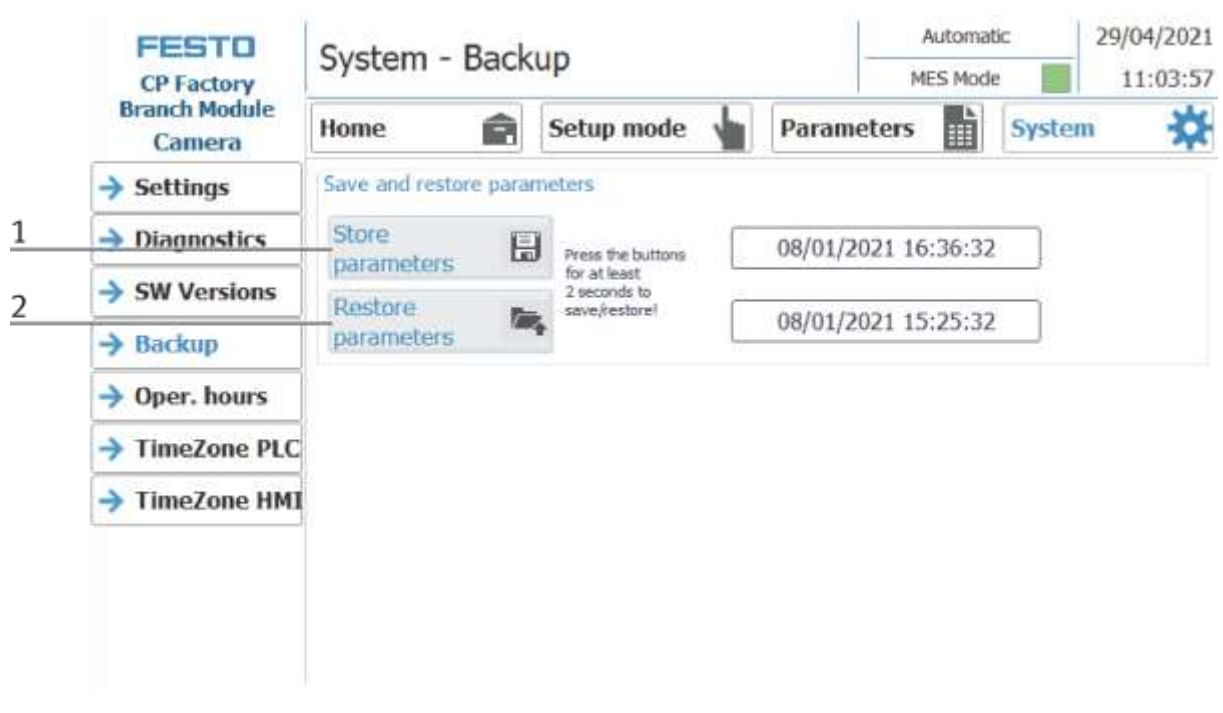 FESTO
CP Factory
Branch Module
Camera
System - Backup
Automatic
MES Mode
29/04/2021
11:03:57
Home
Setup mode
Parameters
System
Settings
Diagnostics
SW Versions
Backup
Oper. hours
TimeZone PLC
TimeZone HMI
Save and restore parameters
1
Store
parameters
Press the buttons
for at least
2 seconds to
save/restore!
08/01/2021 16:36:32
2
Restore
parameters
08/01/2021 15:25:32